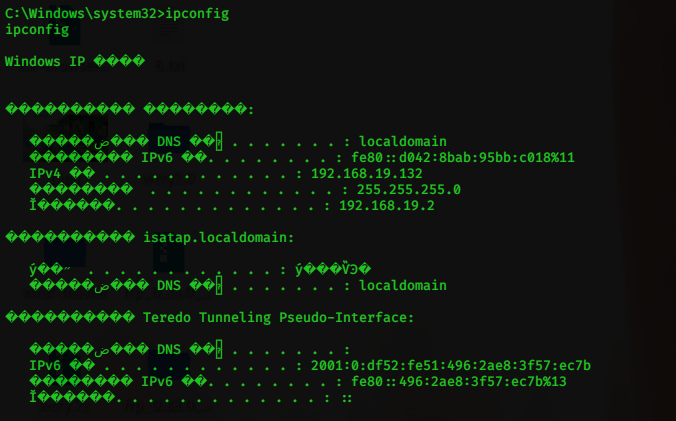 C:\Windows\system32>ipconfig
ipconfig
Windows IP ����
���������� ��������:
�����ض��� DNS ��� . . . . . . . : localdomain
�������� IPv6 ��. . . . . . . . : fe80::d042:8bab:95bb:c018%11
IPv4 �� . . . . . . . . . . . . : 192.168.19.132
��������  . . . . . . . . . . . . : 255.255.255.0
Ĭ������. . . . . . . . . . . . . : 192.168.19.2
���������� isatap.localdomain:
ý��״  . . . . . . . . . . . . : ý���ѶϿ�
�����ض��� DNS ��� . . . . . . . : localdomain
���������� Teredo Tunneling Pseudo-Interface:
�����ض��� DNS ��� . . . . . . . :
IPv6 �� . . . . . . . . . . . . : 2001:0:df52:fe51:496:2ae8:3f57:ec7b
�������� IPv6 ��. . . . . . . . : fe80::496:2ae8:3f57:ec7b%13
Ĭ������. . . . . . . . . . . . . : ::